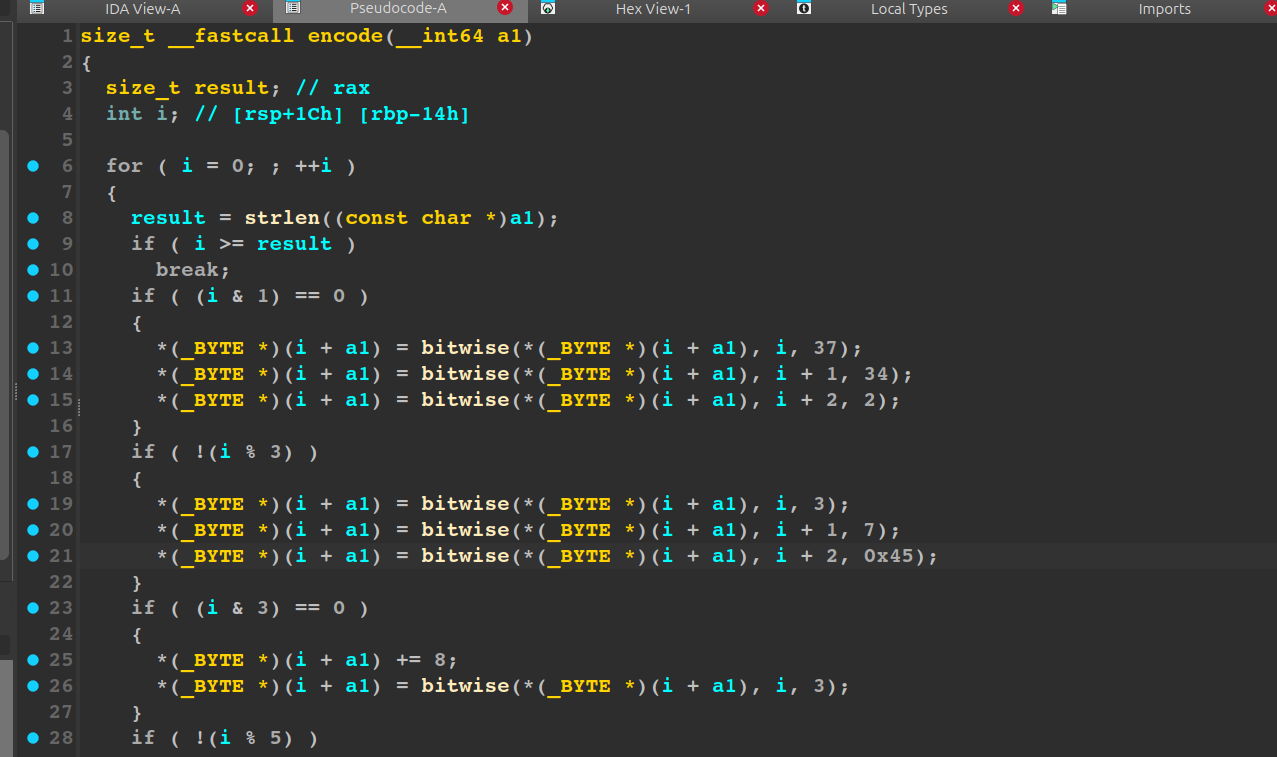 IDA View-A Pseudocode-A Hex View-1 Local Types Imports
1 size_t __fastcall encode(__int64 a1)
2 {
3 size_t result; // rax
4 int i; // [rsp+1Ch] [rbp-14h]
5
6 for ( i = 0; ; ++i )
7 {
8 result = strlen((const char *)a1);
9 if ( i >= result )
10 break;
11 if ( (i & 1) == 0 )
12 {
13 *(_BYTE *)(i + a1) = bitwise(*(_BYTE *)(i + a1), i, 37);
14 *(_BYTE *)(i + a1) = bitwise(*(_BYTE *)(i + a1), i + 1, 34);
15 *(_BYTE *)(i + a1) = bitwise(*(_BYTE *)(i + a1), i + 2, 2);
16 }
17 if ( !(i % 3) )
18 {
19 *(_BYTE *)(i + a1) = bitwise(*(_BYTE *)(i + a1), i, 3);
20 *(_BYTE *)(i + a1) = bitwise(*(_BYTE *)(i + a1), i + 1, 7);
21 *(_BYTE *)(i + a1) = bitwise(*(_BYTE *)(i + a1), i + 2, 0x45);
22 }
23 if ( (i & 3) == 0 )
24 {
25 *(_BYTE *)(i + a1) += 8;
26 *(_BYTE *)(i + a1) = bitwise(*(_BYTE *)(i + a1), i, 3);
27 }
28 if ( !(i % 5) )